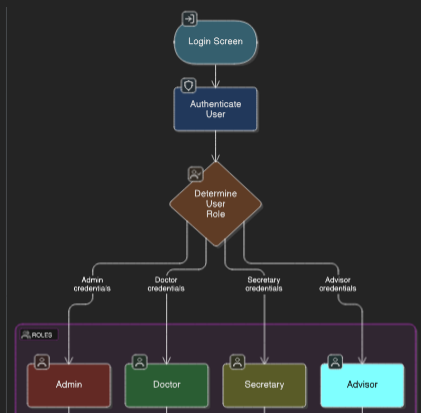 Login Screen
Authenticate
User
Determine
User
Role
Admin
credentials
Doctor
credentials
Secretary
credentials
Advisor
credentials
ROLES
Admin
Doctor
Secretary
Advisor